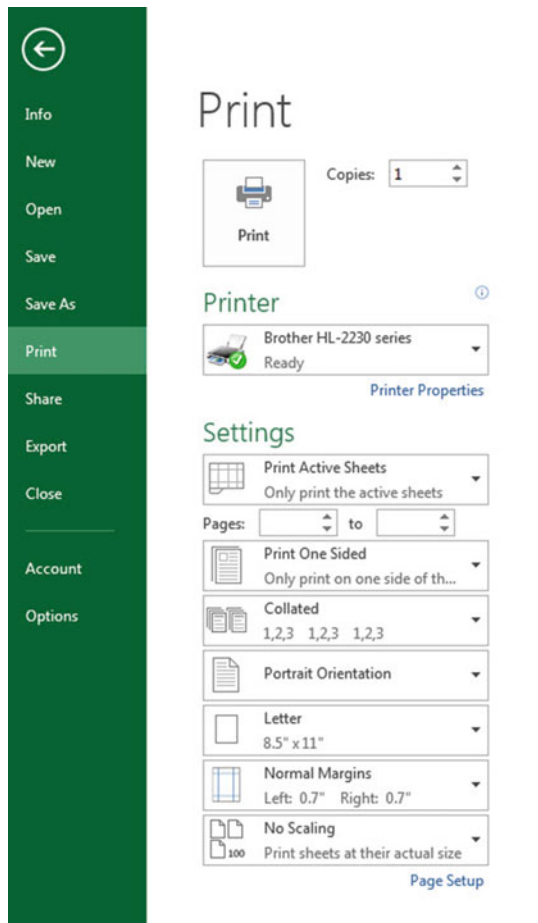 Info
New
Open
Save
Save As
Print
Share
Export
Close
Account
Options
Print
Print
Copies: 1
Printer
Brother HL-2230 series
Ready
Printer Properties
Settings
Print Active Sheets
Only print the active sheets
Pages: to
Print One Sided
Only print on one side of th...
Collated
1,2,3 1,2,3 1,2,3
Portrait Orientation
Letter
8.5" x 11"
Normal Margins
Left: 0.7" Right: 0.7"
No Scaling
100 Print sheets at their actual size
Page Setup